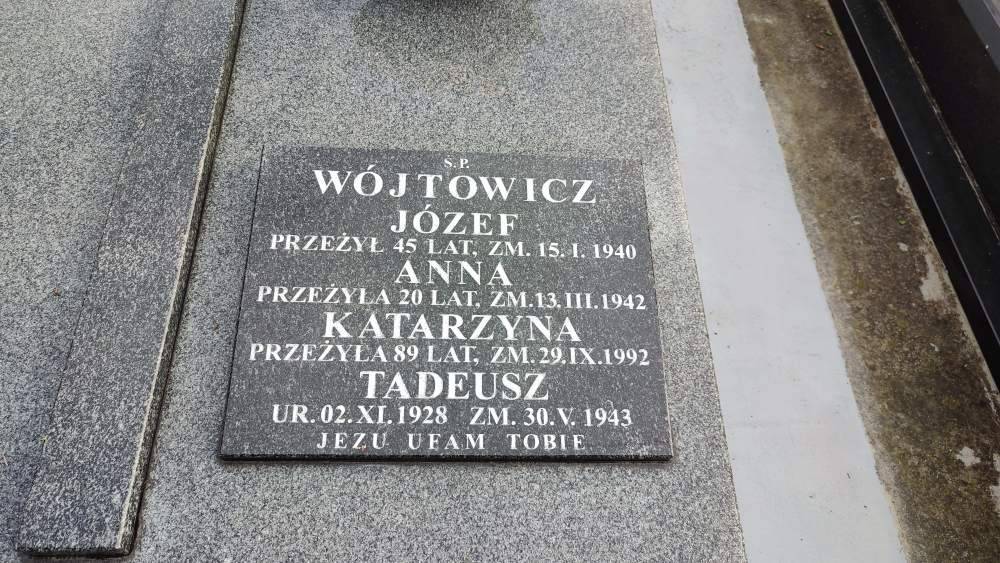 S.P.
WÓJTOWICZ
JÓZEF
PRZEŻYŁ 45 LAT, ZM. 15. I. 1940
ANNA
PRZEŻYŁA 20 LAT, ZM. 13. III. 1942
KATARZYNA
PRZEŻYŁA 89 LAT, ZM. 29. IX. 1992
TADEUSZ
UR. 02. XI. 1928 ZM. 30. V. 1943
JEZU UFAM TOBIE